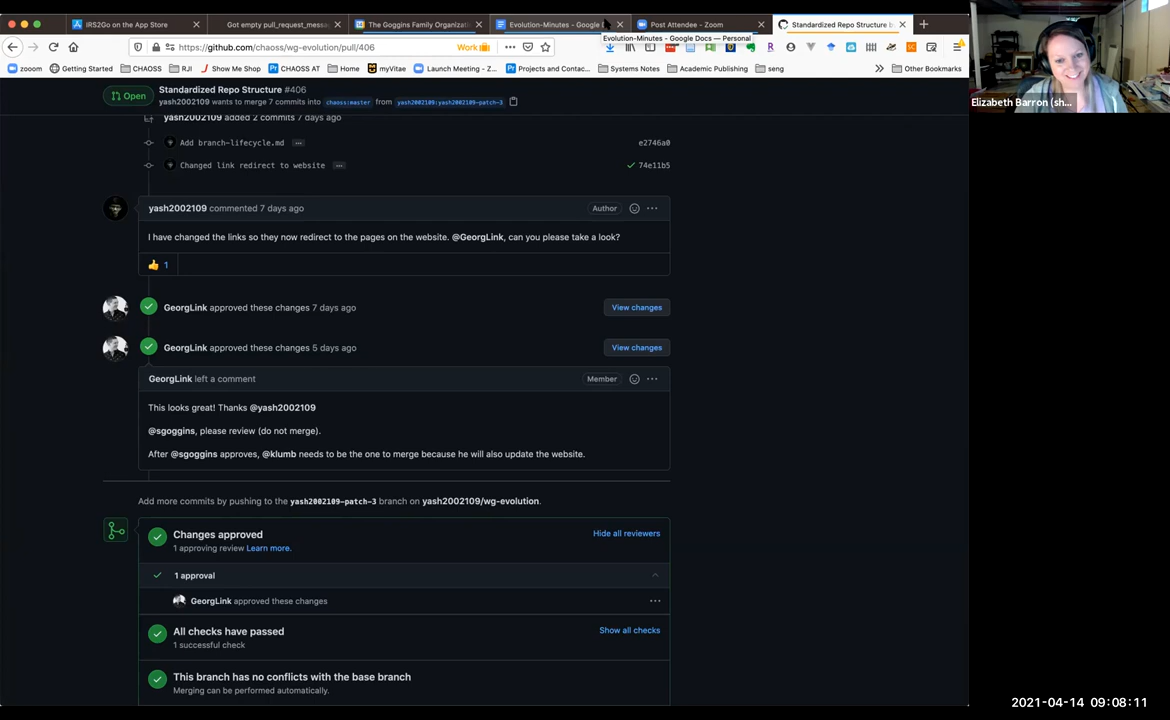 IRS2Go on the App Store
Got empty pull_request_messa
The Goggins Family Organizati
Evolution-Minutes - Google
Post Attendee - Zoom
Standardized Repo Structure b
Evolution-Minutes - Google Docs — Personal
https://github.com/chaoss/wg-evolution/pull/406
Work
zooom
Getting Started
CHAOSS
RJI
Show Me Shop
CHAOSS AT
Home
myVitae
Launch Meeting - Z...
Projects and Contac...
Systems Notes
Academic Publishing
seng
Other Bookmarks
Elizabeth Barron (sh...
Open
Standardized Repo Structure #406
yash2002109 wants to merge 7 commits into chaoss:master from yash2002109:yash2002109-patch-3
yash2002109 added 2 commits 7 days ago
Add branch-lifecycle.md ... e2746a0
Changed link redirect to website ... 74e11b5
yash2002109 commented 7 days ago Author
I have changed the links so they now redirect to the pages on the website. @GeorgLink, can you please take a look?
👍 1
GeorgLink approved these changes 7 days ago View changes
GeorgLink approved these changes 5 days ago View changes
GeorgLink left a comment Member
This looks great! Thanks @yash2002109
@sgoggins, please review (do not merge).
After @sgoggins approves, @klumb needs to be the one to merge because he will also update the website.
Add more commits by pushing to the yash2002109-patch-3 branch on yash2002109/wg-evolution.
Changes approved Hide all reviewers
1 approving review Learn more.
1 approval
GeorgLink approved these changes
All checks have passed Show all checks
1 successful check
This branch has no conflicts with the base branch
Merging can be performed automatically.
2021-04-14 09:08:11